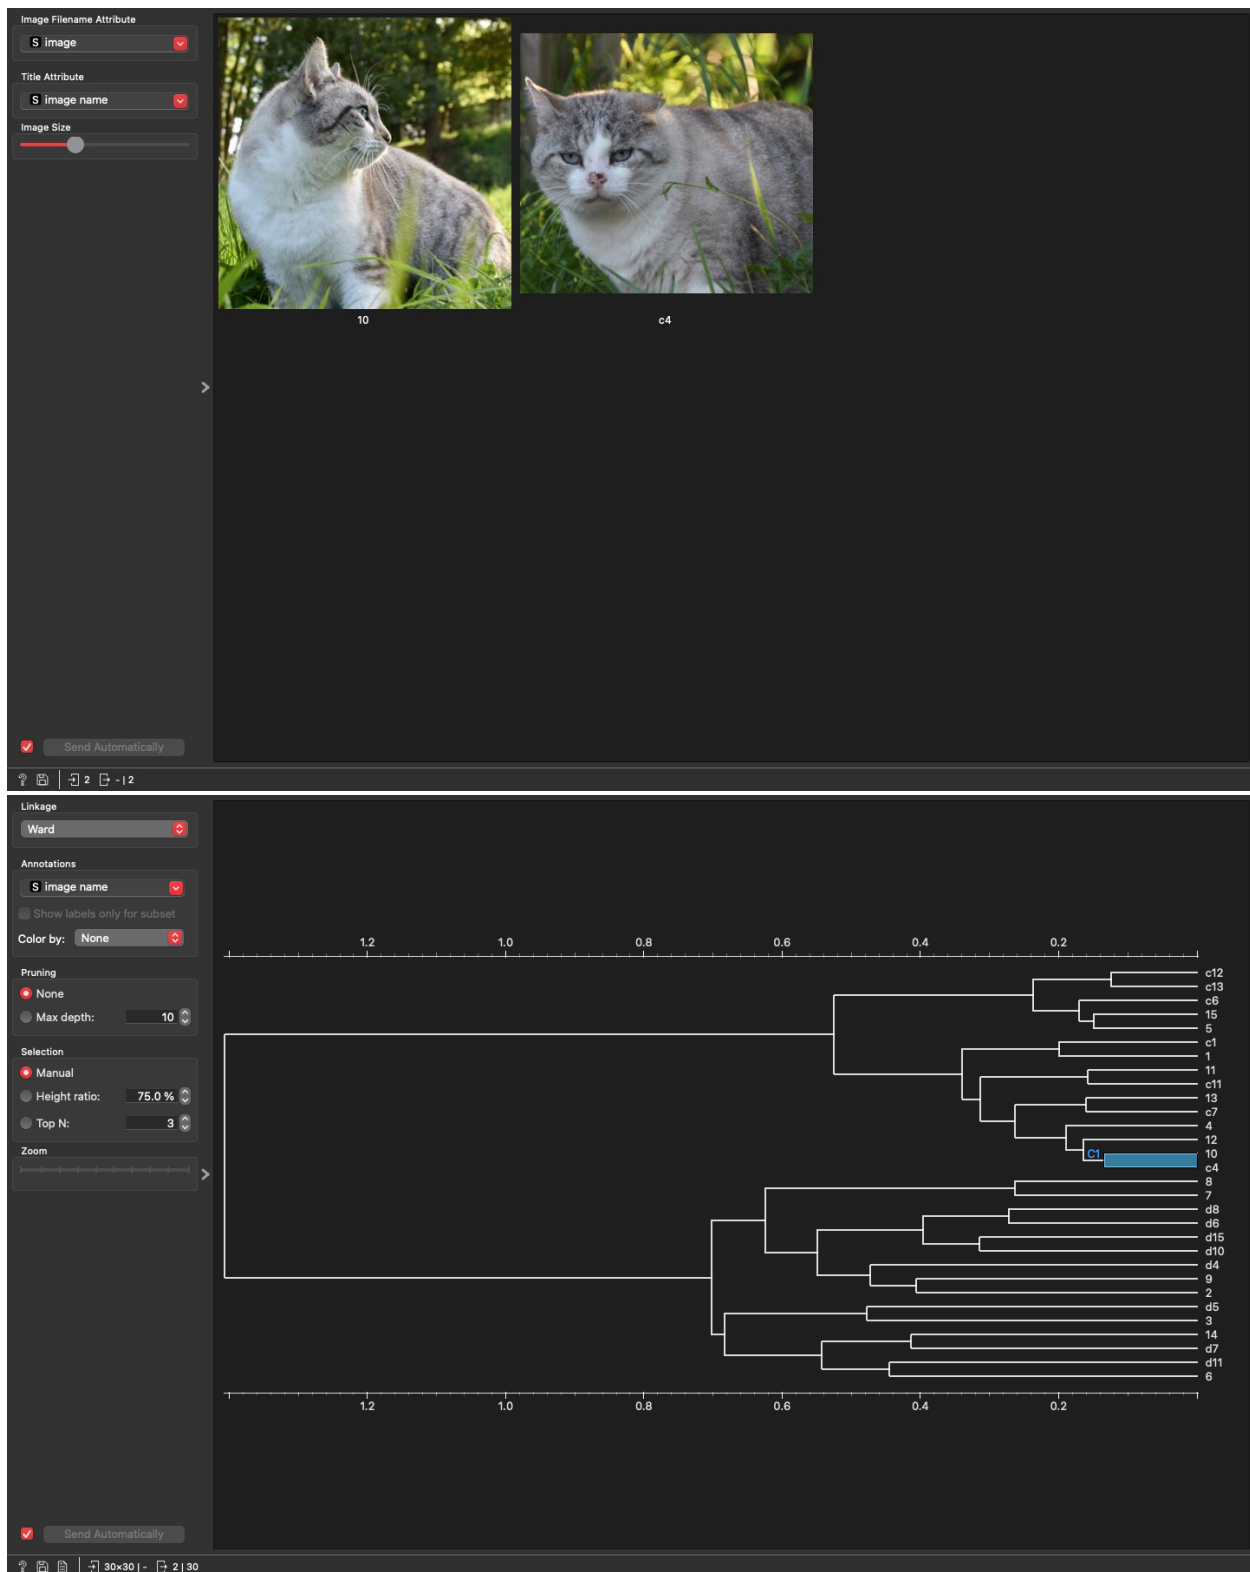 Image Filename Attribute
S image
Title Attribute
S image name
Image Size
10
c4
Send Automatically
? 2 - | 2
Linkage
Ward
Annotations
S image name
Show labels only for subset
Color by: None
Pruning
None
Max depth: 10
Selection
Manual
Height ratio: 75.0 %
Top N: 3
Zoom
1.2 1.0 0.8 0.6 0.4 0.2
c12
c13
c6
15
5
c1
1
11
c11
13
c7
4
12
C1 10
c4
8
7
d8
d6
d15
d10
d4
9
2
d5
3
14
d7
d11
6
1.2 1.0 0.8 0.6 0.4 0.2
Send Automatically
? 30×30 | - 2 | 30